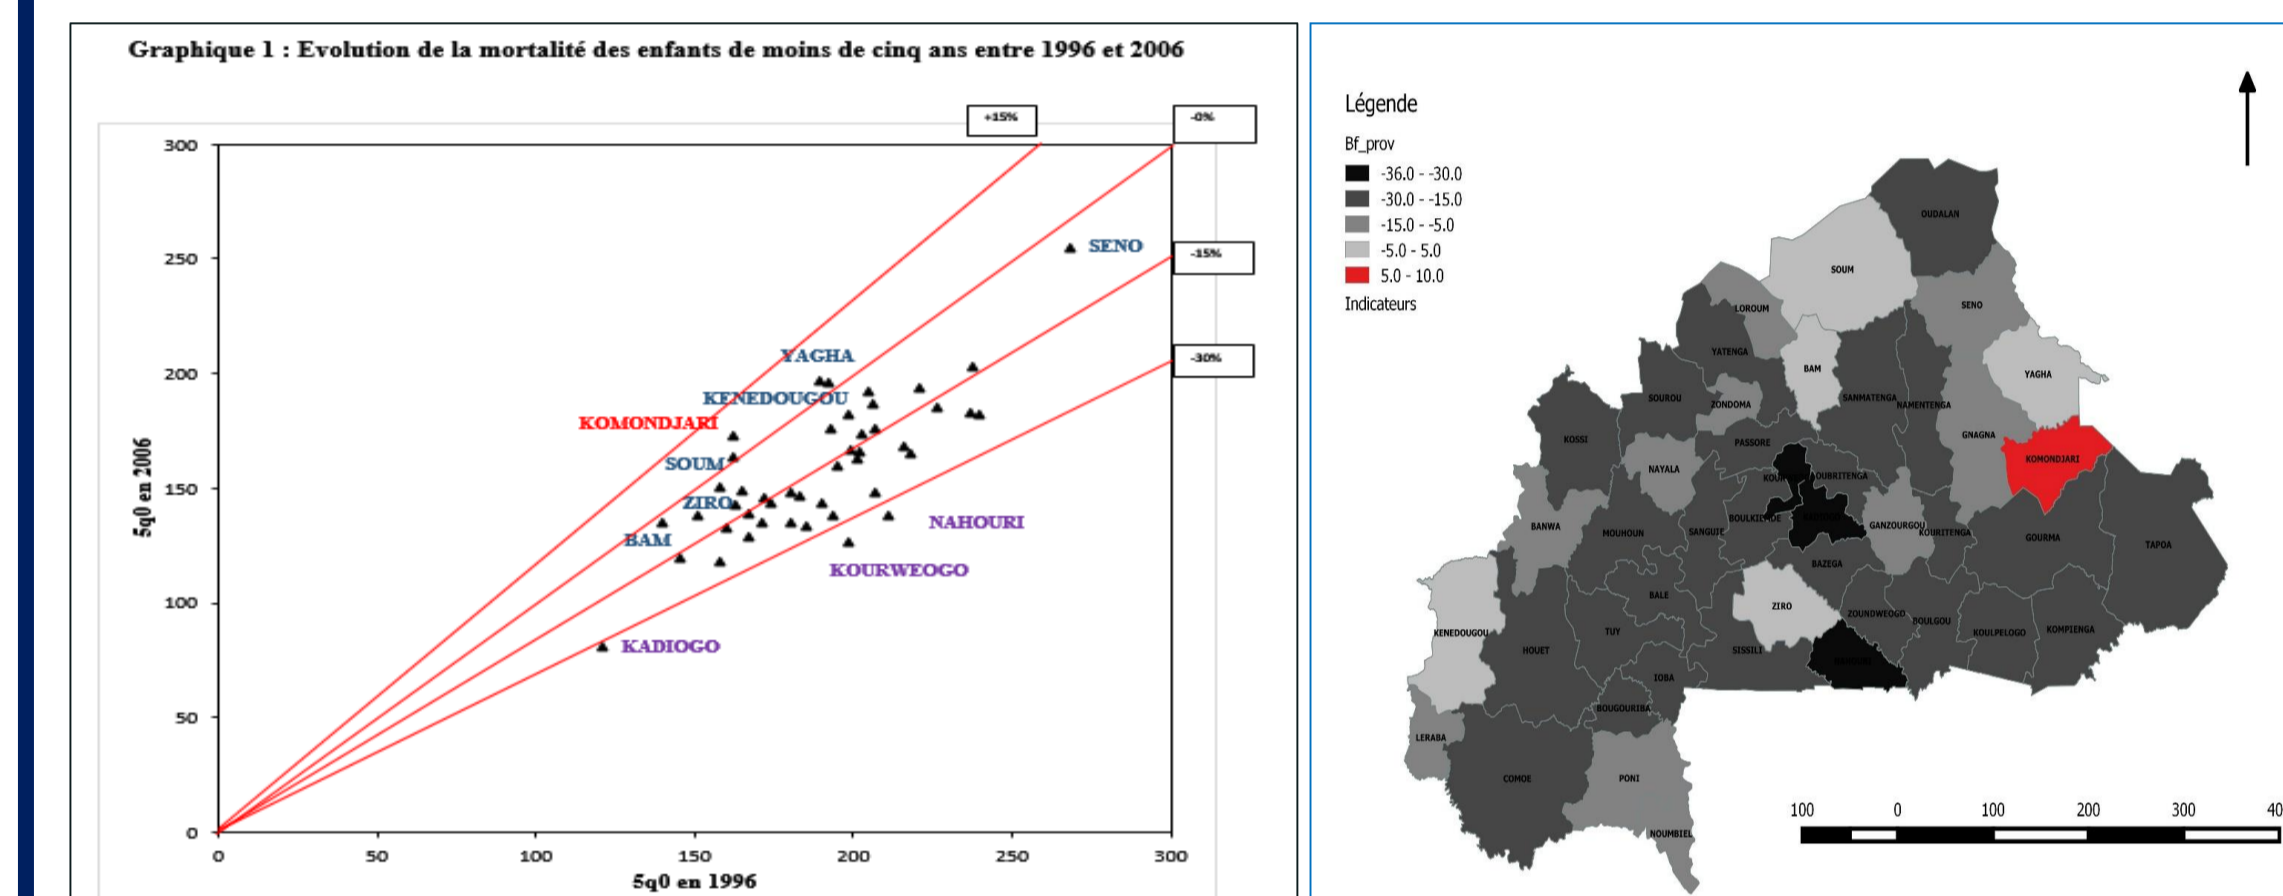 Graphique 1 : Evolution de la mortalité des enfants de moins de cinq ans entre 1996 et 2006
+15%
-0%
-15%
-30%
300
250
200
150
100
50
0
5q0 en 2006
SENO
YAGHA
KENEDOUGOU
KOMONDJARI
SOUM
ZIRO
BAM
NAHOURI
KOURWEOGO
KADIOGO
0 50 100 150 200 250 300
5q0 en 1996
Légende
Bf_prov
-36.0 - -30.0
-30.0 - -15.0
-15.0 - -5.0
-5.0 - 5.0
5.0 - 10.0
Indicateurs
OUDALAN
SOUM
SENO
LOROUM
YATENGA
BAM
YAGHA
SOUROU
ZONDOMA
SANMATENGA
NAMENTENGA
KOSSI
PASSORE
GNAGNA
KOMONDJARI
NAYALA
OUBRITENGA
BANWA
MOUHOUN
SANGUIE
BOULKIEMDE
GANZOURGOU
KOURITENGA
GOURMA
TAPOA
BAZEGA
BALE
ZIRO
ZOUNDWEOGO
BOULGOU
KENEDOUGOU
TUY
KOULPELOGO
KOMPIENGA
HOUET
SISSILI
IOBA
BOUGOURIBA
LERABA
COMOE
PONI
NOUMBIEL
100 0 100 200 300